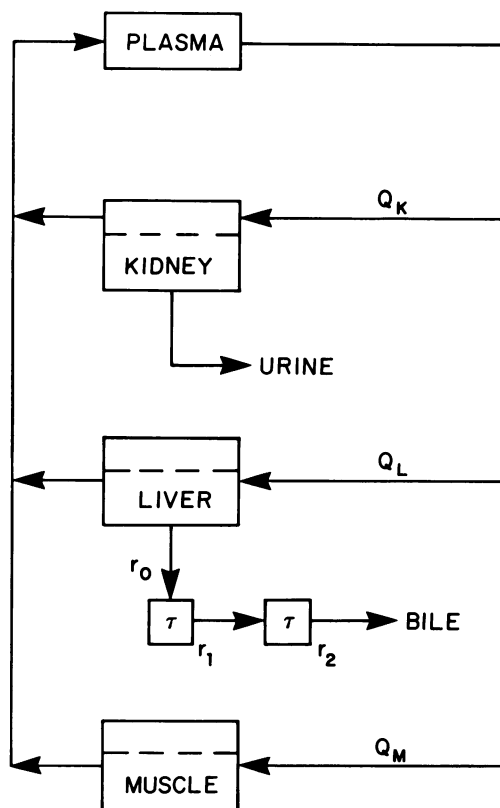 PLASMA
Q_K
KIDNEY
URINE
Q_L
LIVER
r_0
τ
r_1
τ
r_2
BILE
Q_M
MUSCLE